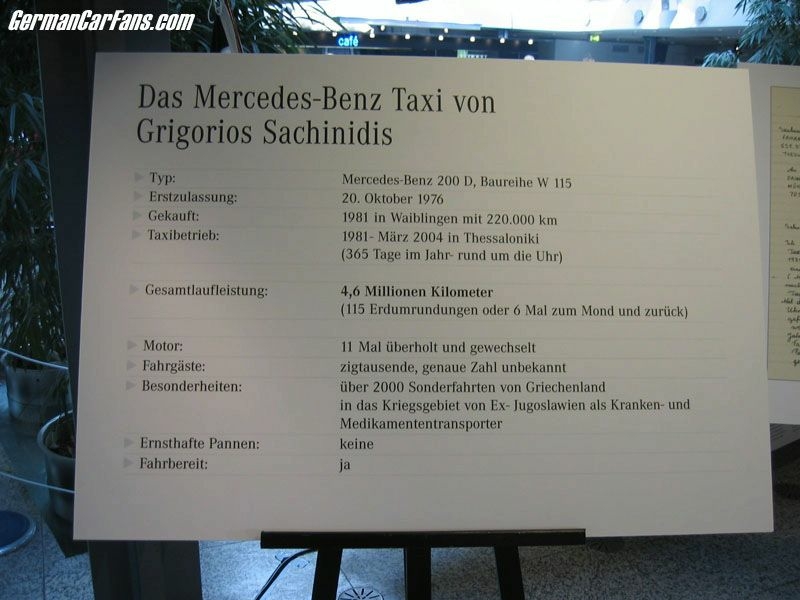 GermanCarFans.com
GermanCarFans.com
café
Das Mercedes-Benz Taxi von
Grigorios Sachinidis
Typ: Mercedes-Benz 200 D, Baureihe W 115
Erstzulassung: 20. Oktober 1976
Gekauft: 1981 in Waiblingen mit 220.000 km
Taxibetrieb: 1981- März 2004 in Thessaloniki
(365 Tage im Jahr- rund um die Uhr)
Gesamtlaufleistung: 4,6 Millionen Kilometer
(115 Erdumrundungen oder 6 Mal zum Mond und zurück)
Motor: 11 Mal überholt und gewechselt
Fahrgäste: zigtausende, genaue Zahl unbekannt
Besonderheiten: über 2000 Sonderfahrten von Griechenland
in das Kriegsgebiet von Ex- Jugoslawien als Kranken- und
Medikamententransporter
Ernsthafte Pannen: keine
Fahrbereit: ja